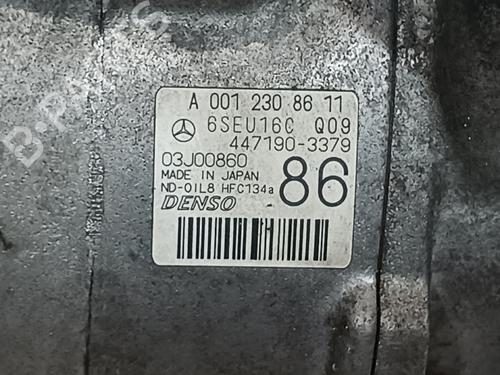 A 001 230 86 11
6SEU16C Q09
447190-3379
03J00860
MADE IN JAPAN
ND-OIL8 HFC134a
86
DENSO